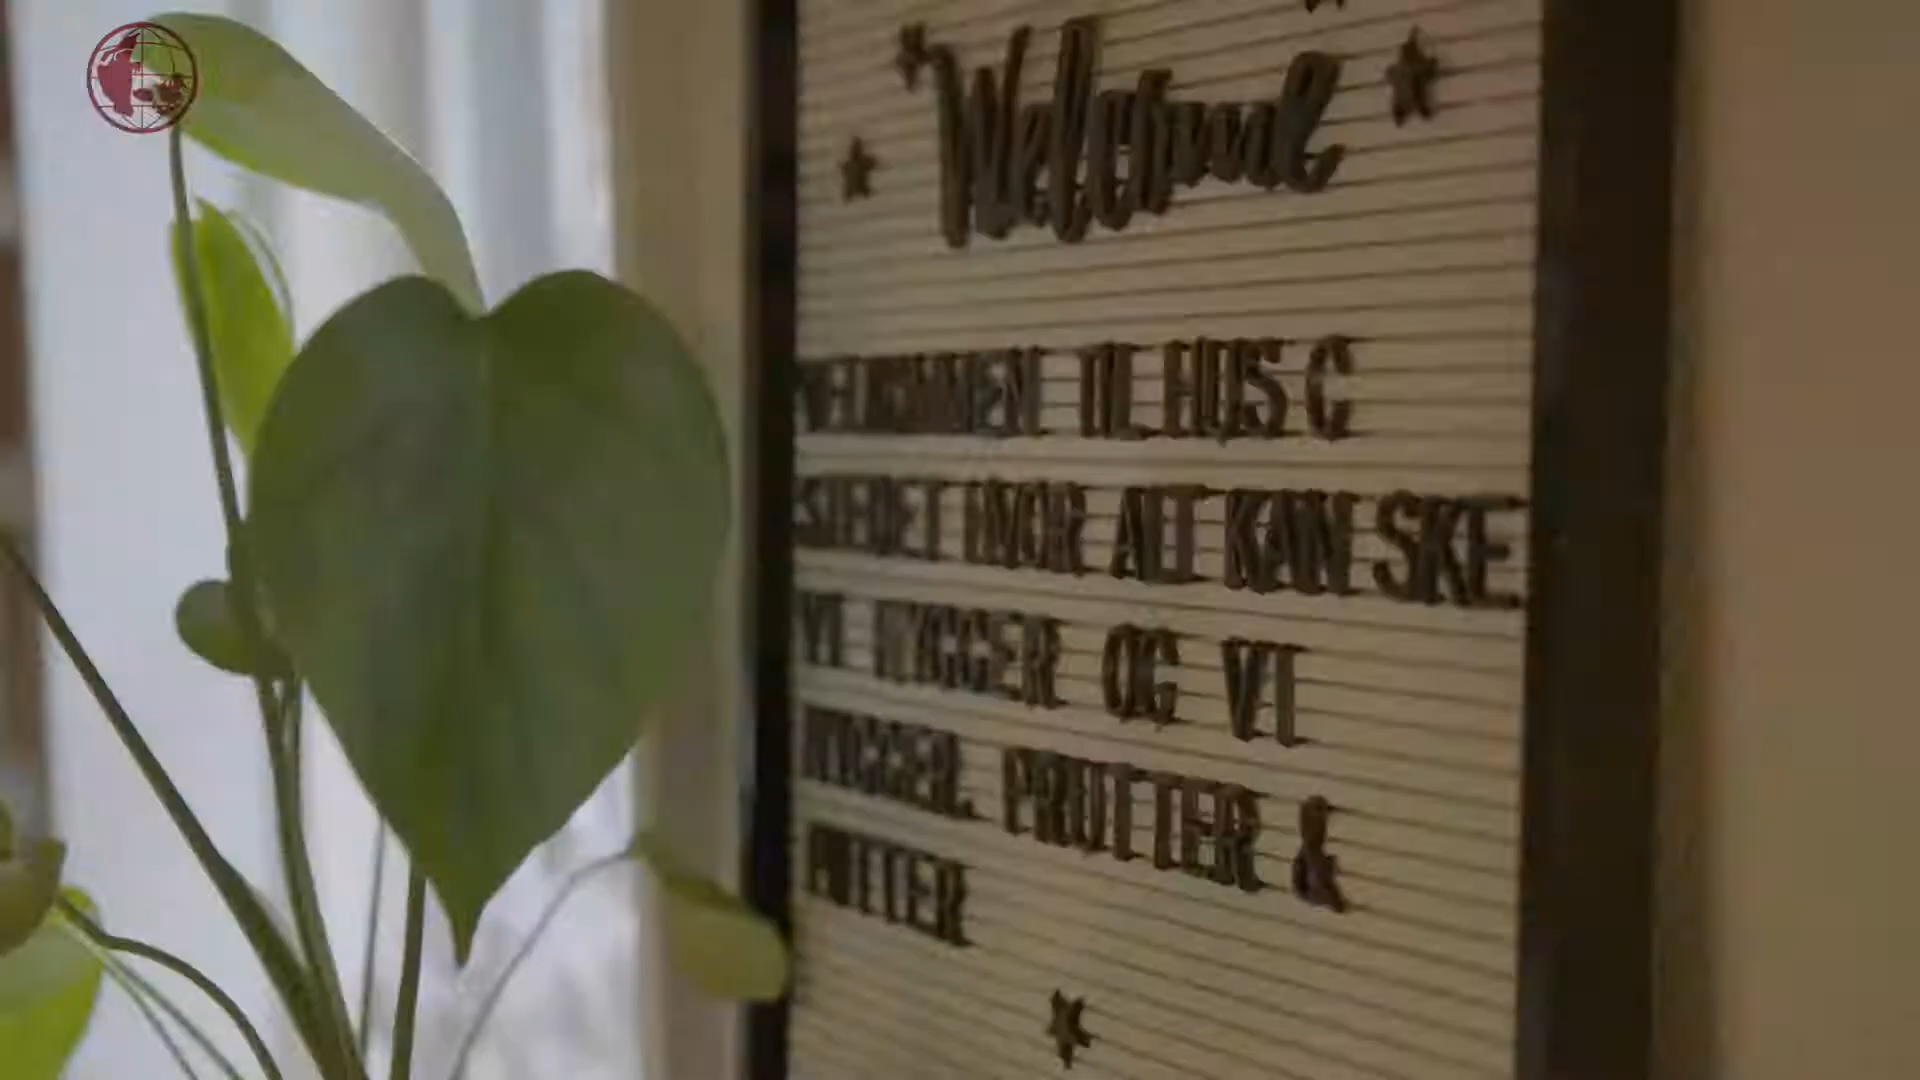 Welcome
VELKOMMEN TIL HUS C
STEDET HVOR ALT KAN SKE
VI HYGGER OG VI
HYGGER, PRUTTER &
PUTTER